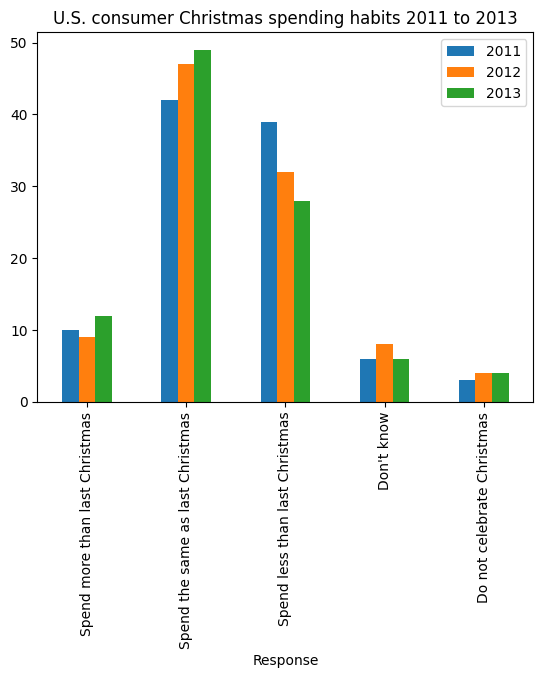 U.S. consumer Christmas spending habits 2011 to 2013
2011
2012
2013
50
40
30
20
10
0
Spend more than last Christmas
Spend the same as last Christmas
Spend less than last Christmas
Don't know
Do not celebrate Christmas
Response